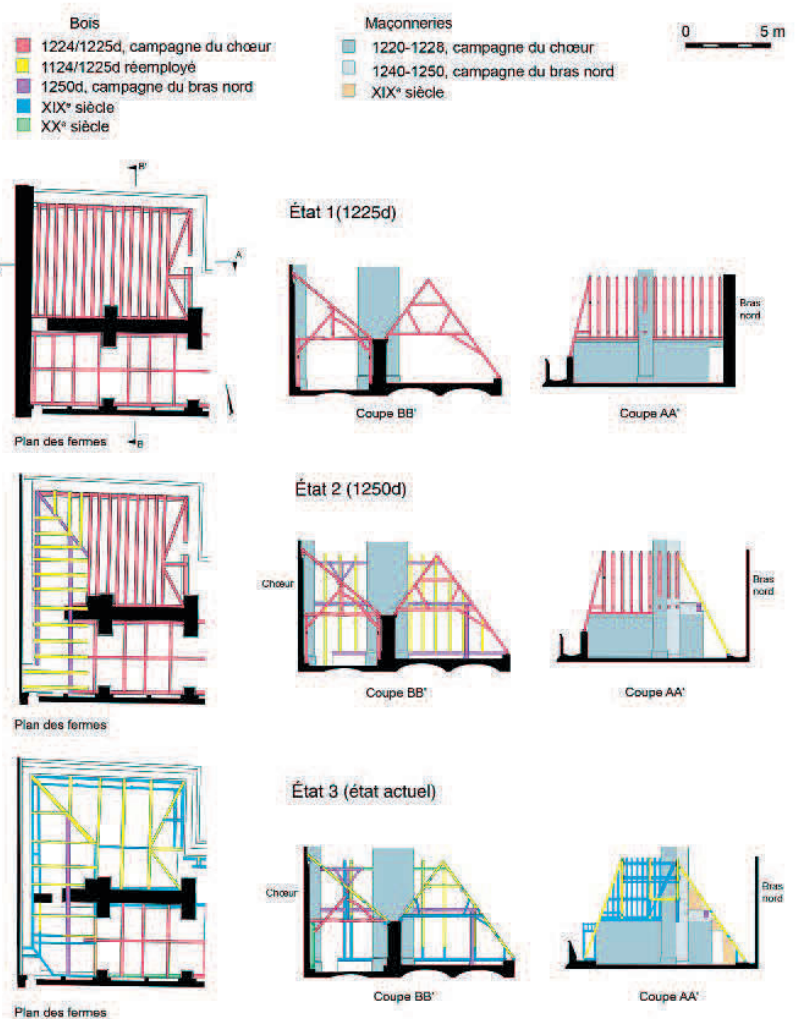 Bois
1224/1225d, campagne du chœur
1124/1225d réemployé
1250d, campagne du bras nord
XIXe siècle
XXe siècle
Maçonneries
1220-1228, campagne du chœur
1240-1250, campagne du bras nord
XIXe siècle
0 5 m
B'
A
B
Plan des fermes
État 1(1225d)
Coupe BB'
Bras
nord
Coupe AA'
État 2 (1250d)
Plan des fermes
Chœur
Coupe BB'
Bras
nord
Coupe AA'
État 3 (état actuel)
Plan des fermes
Chœur
Coupe BB'
Bras
nord
Coupe AA'